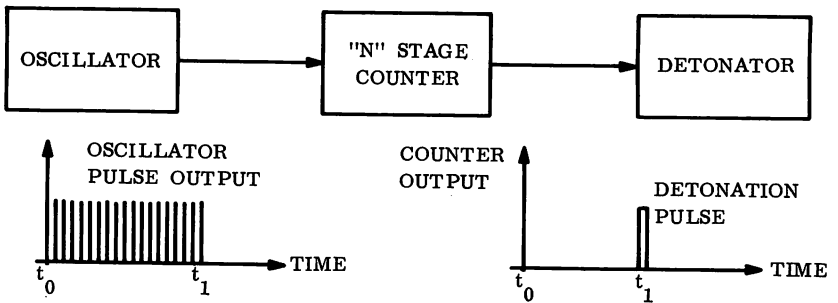 OSCILLATOR
"N" STAGE
COUNTER
DETONATOR
OSCILLATOR
PULSE OUTPUT
t0
t1
TIME
COUNTER
OUTPUT
DETONATION
PULSE
t0
t1
TIME